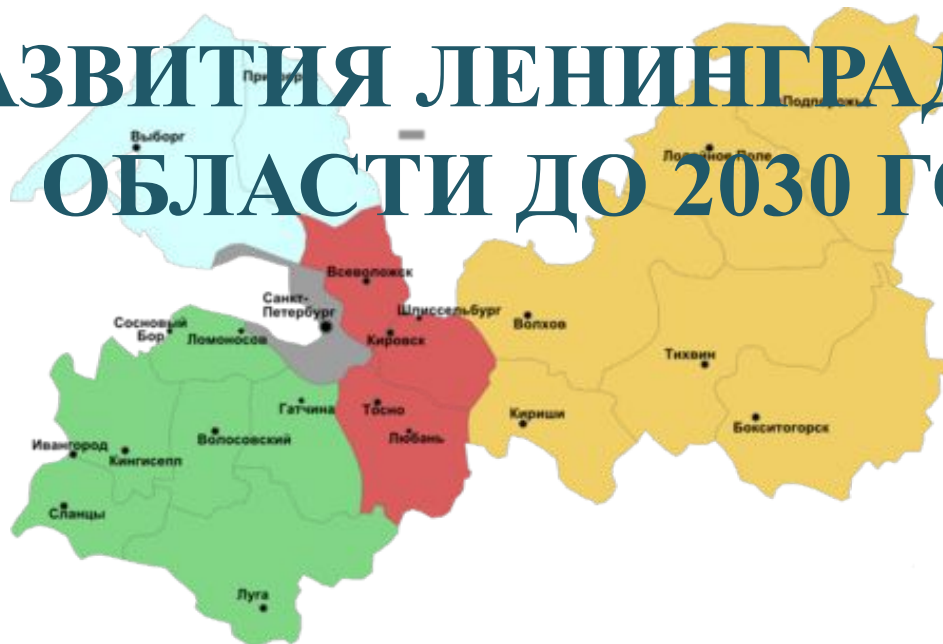 АЗВИТИЯ ЛЕНИНГРАД
ОБЛАСТИ ДО 2030 Г
Выборг
Подпорожье
Лодейное Поле
Всеволожск
Санкт-
Петербург
Шлиссельбург
Сосновый
Бор
Ломоносов
Кировск
Волхов
Тихвин
Гатчина
Тосно
Кириши
Бокситогорск
Любань
Волосовский
Ивангород
Кингисепп
Сланцы
Луга